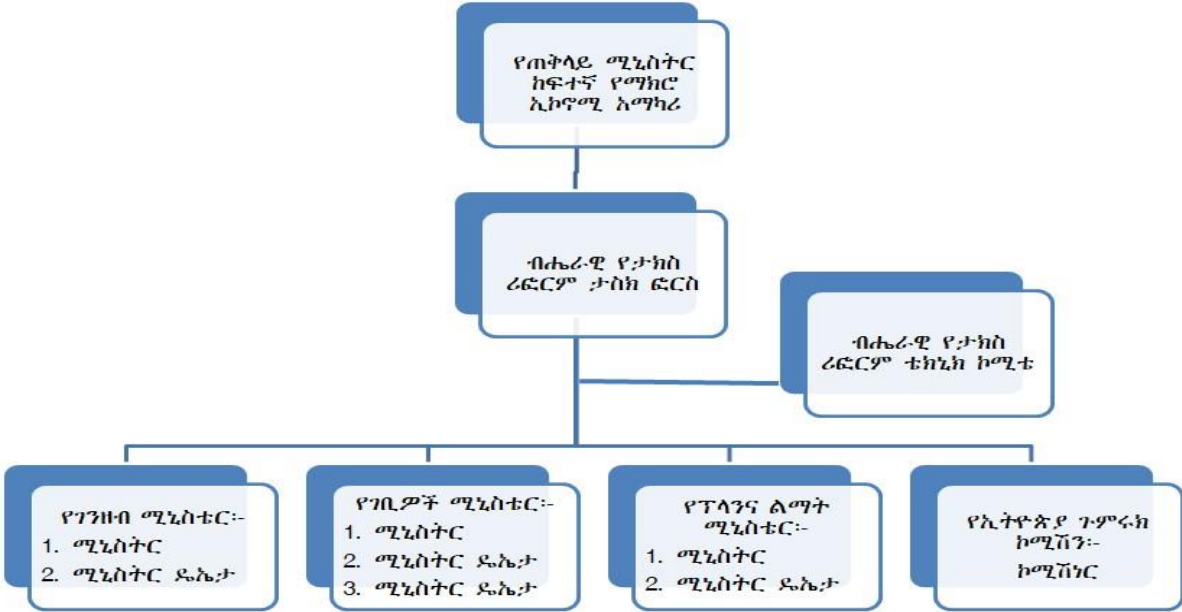 የጠቅላይ ሚኒስትር
ከፍተኛ የማክሮ
ኢኮኖሚ አማካሪ
ብሔራዊ የታክስ
ሪፎርም ታስክ ፎርስ
ብሔራዊ የታክስ
ሪፎርም ቴክኒክ ኮሚቴ
የገንዘብ ሚኒስቴር፡-
1. ሚኒስትር
2. ሚኒስትር ዴኤታ
የገቢዎች ሚኒስቴር፡-
1. ሚኒስትር
2. ሚኒስትር ዴኤታ
3. ሚኒስትር ዴኤታ
የፕላንና ልማት
ሚኒስቴር፡-
1. ሚኒስትር
2. ሚኒስትር ዴኤታ
የኢትዮጵያ ጉምሩክ
ኮሚሽን፡-
ኮሚሽነር